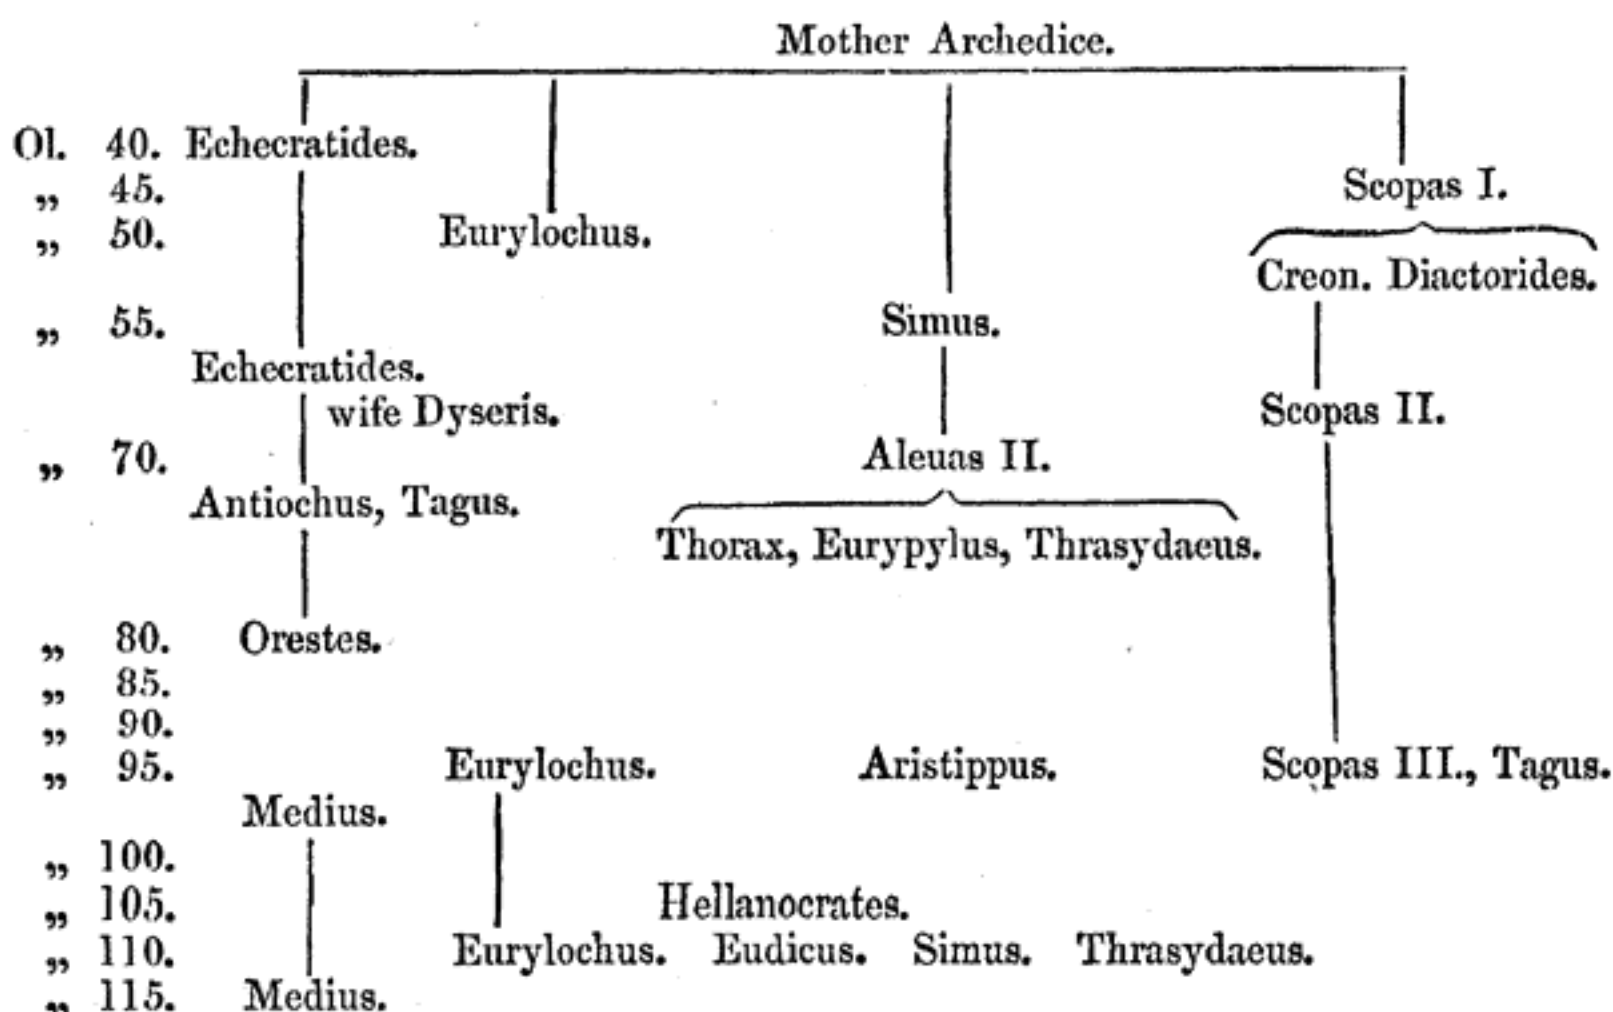 Mother Archedice.
Ol. 40. Echecratides.
„ 45. Scopas I.
„ 50. Eurylochus.
Creon. Diactorides.
„ 55. Simus.
Echecratides.
wife Dyseris. Scopas II.
„ 70. Aleuas II.
Antiochus, Tagus.
Thorax, Eurypylus, Thrasydaeus.
„ 80. Orestes.
„ 85.
„ 90.
„ 95. Eurylochus. Aristippus. Scopas III., Tagus.
Medius.
„ 100.
„ 105. Hellanocrates.
„ 110. Eurylochus. Eudicus. Simus. Thrasydaeus.
„ 115. Medius.